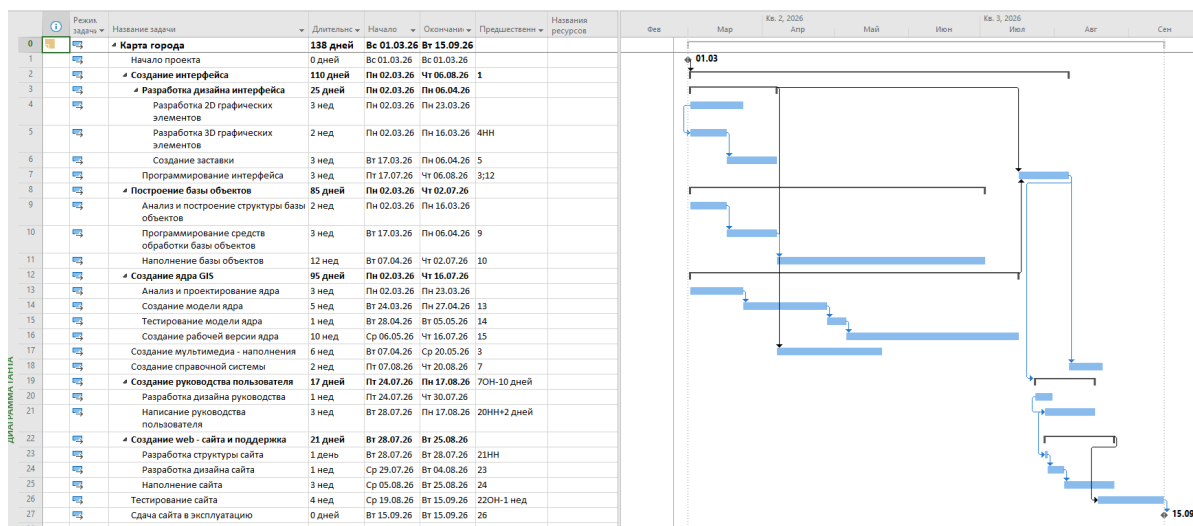 Кв. 2, 2026 Кв. 3, 2026
Режим задачи Название задачи Длительнс Начало Окончани Предшественн Названия ресурсов Фев Мар Апр Май Июн Июл Авг Сен
0 Карта города 138 дней Вс 01.03.26 Вт 15.09.26
1 Начало проекта 0 дней Вс 01.03.26 Вс 01.03.26 01.03
2 Создание интерфейса 110 дней Пн 02.03.26 Чт 06.08.26 1
3 Разработка дизайна интерфейса 25 дней Пн 02.03.26 Пн 06.04.26
4 Разработка 2D графических элементов 3 нед Пн 02.03.26 Пн 23.03.26
5 Разработка 3D графических элементов 2 нед Пн 02.03.26 Пн 16.03.26 4НН
6 Создание заставки 3 нед Вт 17.03.26 Пн 06.04.26 5
7 Программирование интерфейса 3 нед Пт 17.07.26 Чт 06.08.26 3;12
8 Построение базы объектов 85 дней Пн 02.03.26 Чт 02.07.26
9 Анализ и построение структуры базы объектов 2 нед Пн 02.03.26 Пн 16.03.26
10 Программирование средств обработки базы объектов 3 нед Вт 17.03.26 Пн 06.04.26 9
11 Наполнение базы объектов 12 нед Вт 07.04.26 Чт 02.07.26 10
12 Создание ядра GIS 95 дней Пн 02.03.26 Чт 16.07.26
13 Анализ и проектирование ядра 3 нед Пн 02.03.26 Пн 23.03.26
14 Создание модели ядра 5 нед Вт 24.03.26 Пн 27.04.26 13
15 Тестирование модели ядра 1 нед Вт 28.04.26 Вт 05.05.26 14
16 Создание рабочей версии ядра 10 нед Ср 06.05.26 Чт 16.07.26 15
17 Создание мультимедиа - наполнения 6 нед Вт 07.04.26 Ср 20.05.26 3
18 Создание справочной системы 2 нед Пт 07.08.26 Чт 20.08.26 7
19 Создание руководства пользователя 17 дней Пт 24.07.26 Пн 17.08.26 7ОН-10 дней
20 Разработка дизайна руководства 1 нед Пт 24.07.26 Чт 30.07.26
21 Написание руководства пользователя 3 нед Вт 28.07.26 Пн 17.08.26 20НН+2 дней
22 Создание web - сайта и поддержка 21 дней Вт 28.07.26 Вт 25.08.26
23 Разработка структуры сайта 1 день Вт 28.07.26 Вт 28.07.26 21НН
24 Разработка дизайна сайта 1 нед Ср 29.07.26 Вт 04.08.26 23
25 Наполнение сайта 3 нед Ср 05.08.26 Вт 25.08.26 24
26 Тестирование сайта 4 нед Ср 19.08.26 Вт 15.09.26 22ОН-1 нед
27 Сдача сайта в эксплуатацию 0 дней Вт 15.09.26 Вт 15.09.26 26 15.09
ДИАГРАММА ГАНТА